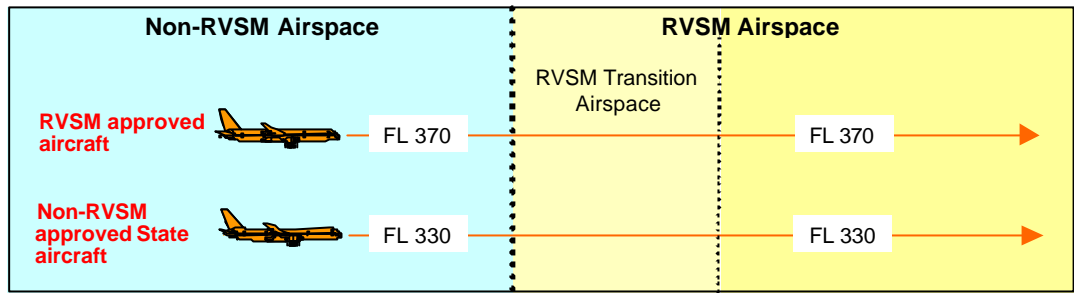 Non-RVSM Airspace
RVSM Airspace
RVSM Transition
Airspace
RVSM approved
aircraft
FL 370
FL 370
Non-RVSM
approved State
aircraft
FL 330
FL 330